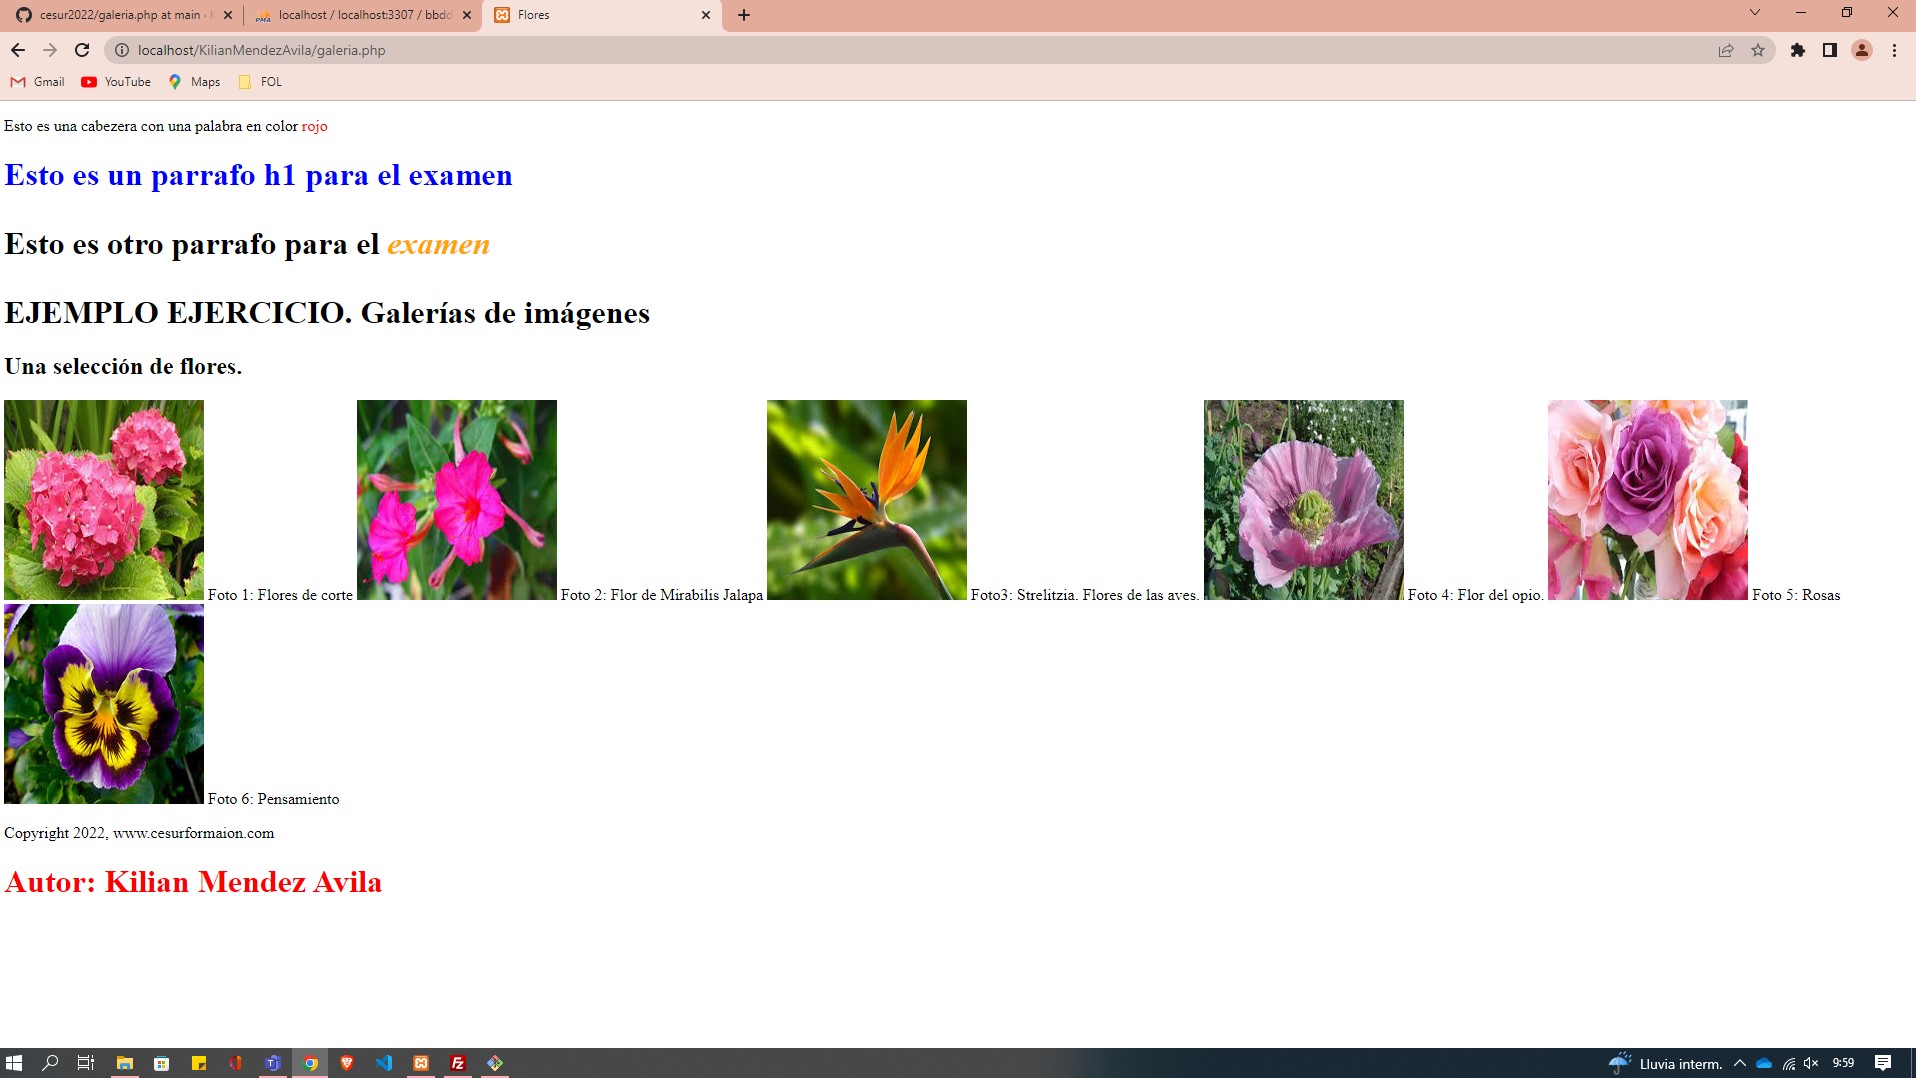 cesur2022/galeria.php at main · K
localhost / localhost:3307 / bbdd
Flores
localhost/KilianMendezAvila/galeria.php
Gmail YouTube Maps FOL
Esto es una cabezera con una palabra en color rojo
Esto es un parrafo h1 para el examen
Esto es otro parrafo para el examen
EJEMPLO EJERCICIO. Galerías de imágenes
Una selección de flores.
Foto 1: Flores de corte Foto 2: Flor de Mirabilis Jalapa Foto3: Strelitzia. Flores de las aves. Foto 4: Flor del opio. Foto 5: Rosas
Foto 6: Pensamiento
Copyright 2022, www.cesurformaion.com
Autor: Kilian Mendez Avila
Lluvia interm. 9:59